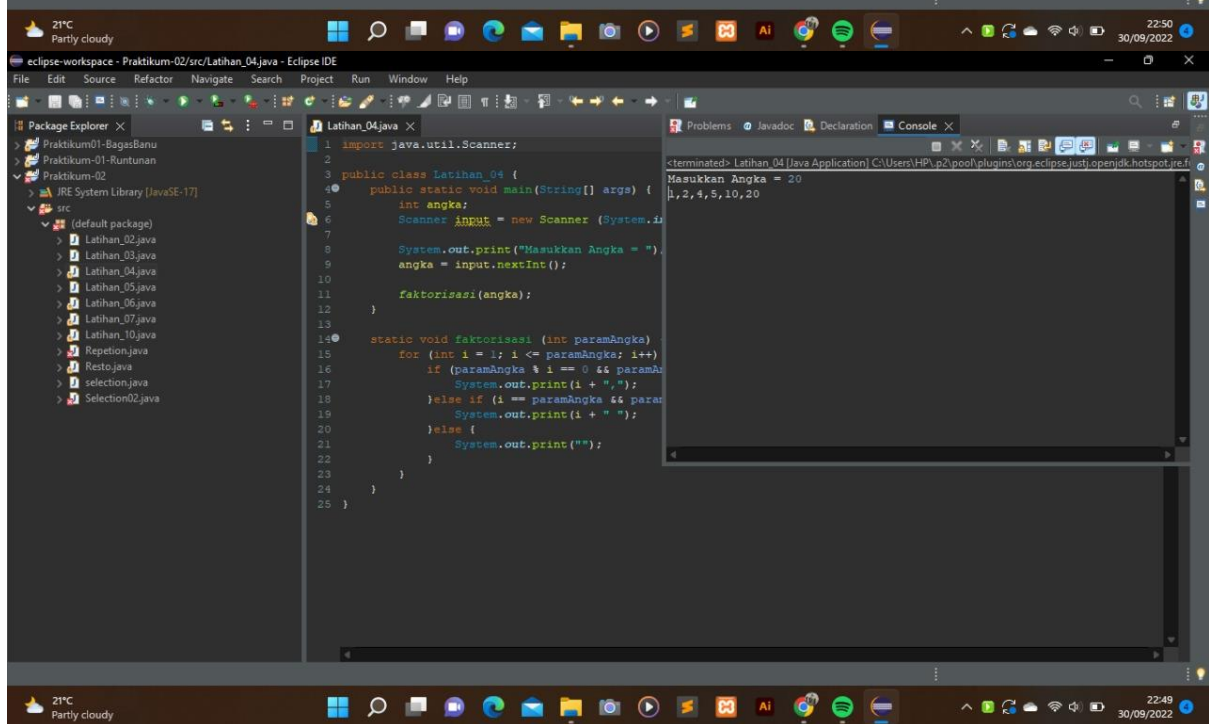 21°C
Partly cloudy
22:50
30/09/2022
4
eclipse-workspace - Praktikum-02/src/Latihan_04.java - Eclipse IDE
File Edit Source Refactor Navigate Search Project Run Window Help
Package Explorer
Praktikum01-BagasBanu
Praktikum-01-Runtunan
Praktikum-02
JRE System Library [JavaSE-17]
src
(default package)
Latihan_02.java
Latihan_03.java
Latihan_04.java
Latihan_05.java
Latihan_06.java
Latihan_07.java
Latihan_10.java
Repetion.java
Resto.java
selection.java
Selection02.java
Latihan_04.java
1 import java.util.Scanner;
2
3 public class Latihan_04 {
4 public static void main(String[] args) {
5 int angka;
6 Scanner input = new Scanner (System.in
7
8 System.out.print("Masukkan Angka = ")
9 angka = input.nextInt();
10
11 faktorisasi(angka);
12 }
13
14 static void faktorisasi (int paramAngka)
15 for (int i = 1; i <= paramAngka; i++)
16 if (paramAngka % i == 0 && paramAn
17 System.out.print(i + ",");
18 }else if (i == paramAngka && param
19 System.out.print(i + " ");
20 }else {
21 System.out.print("");
22 }
23 }
24 }
25 }
Problems Javadoc Declaration Console
<terminated> Latihan_04 [Java Application] C:\Users\HP\.p2\pool\plugins\org.eclipse.justj.openjdk.hotspot.jre.f
Masukkan Angka = 20
1,2,4,5,10,20
21°C
Partly cloudy
Ai
22:49
30/09/2022
4